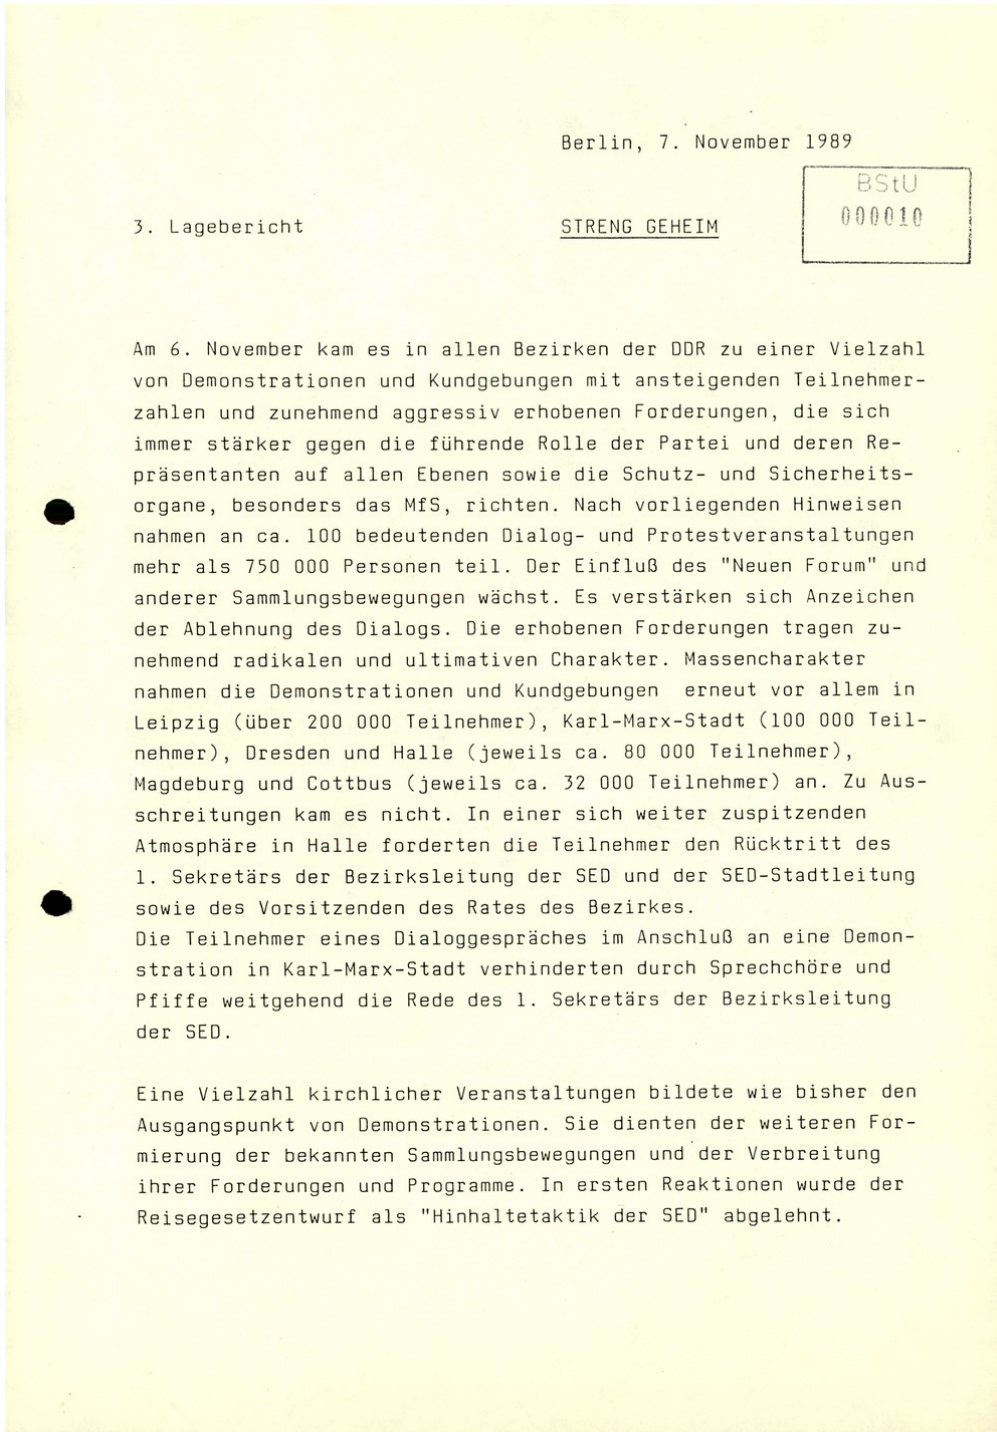 Berlin, 7. November 1989
BStU
000010
3. Lagebericht STRENG GEHEIM
Am 6. November kam es in allen Bezirken der DDR zu einer Vielzahl
von Demonstrationen und Kundgebungen mit ansteigenden Teilnehmer-
zahlen und zunehmend aggressiv erhobenen Forderungen, die sich
immer stärker gegen die führende Rolle der Partei und deren Re-
präsentanten auf allen Ebenen sowie die Schutz- und Sicherheits-
organe, besonders das MfS, richten. Nach vorliegenden Hinweisen
nahmen an ca. 100 bedeutenden Dialog- und Protestveranstaltungen
mehr als 750 000 Personen teil. Der Einfluß des "Neuen Forum" und
anderer Sammlungsbewegungen wächst. Es verstärken sich Anzeichen
der Ablehnung des Dialogs. Die erhobenen Forderungen tragen zu-
nehmend radikalen und ultimativen Charakter. Massencharakter
nahmen die Demonstrationen und Kundgebungen erneut vor allem in
Leipzig (über 200 000 Teilnehmer), Karl-Marx-Stadt (100 000 Teil-
nehmer), Dresden und Halle (jeweils ca. 80 000 Teilnehmer),
Magdeburg und Cottbus (jeweils ca. 32 000 Teilnehmer) an. Zu Aus-
schreitungen kam es nicht. In einer sich weiter zuspitzenden
Atmosphäre in Halle forderten die Teilnehmer den Rücktritt des
1. Sekretärs der Bezirksleitung der SED und der SED-Stadtleitung
sowie des Vorsitzenden des Rates des Bezirkes.
Die Teilnehmer eines Dialoggespräches im Anschluß an eine Demon-
stration in Karl-Marx-Stadt verhinderten durch Sprechchöre und
Pfiffe weitgehend die Rede des 1. Sekretärs der Bezirksleitung
der SED.
Eine Vielzahl kirchlicher Veranstaltungen bildete wie bisher den
Ausgangspunkt von Demonstrationen. Sie dienten der weiteren For-
mierung der bekannten Sammlungsbewegungen und der Verbreitung
ihrer Forderungen und Programme. In ersten Reaktionen wurde der
Reisegesetzentwurf als "Hinhaltetaktik der SED" abgelehnt.